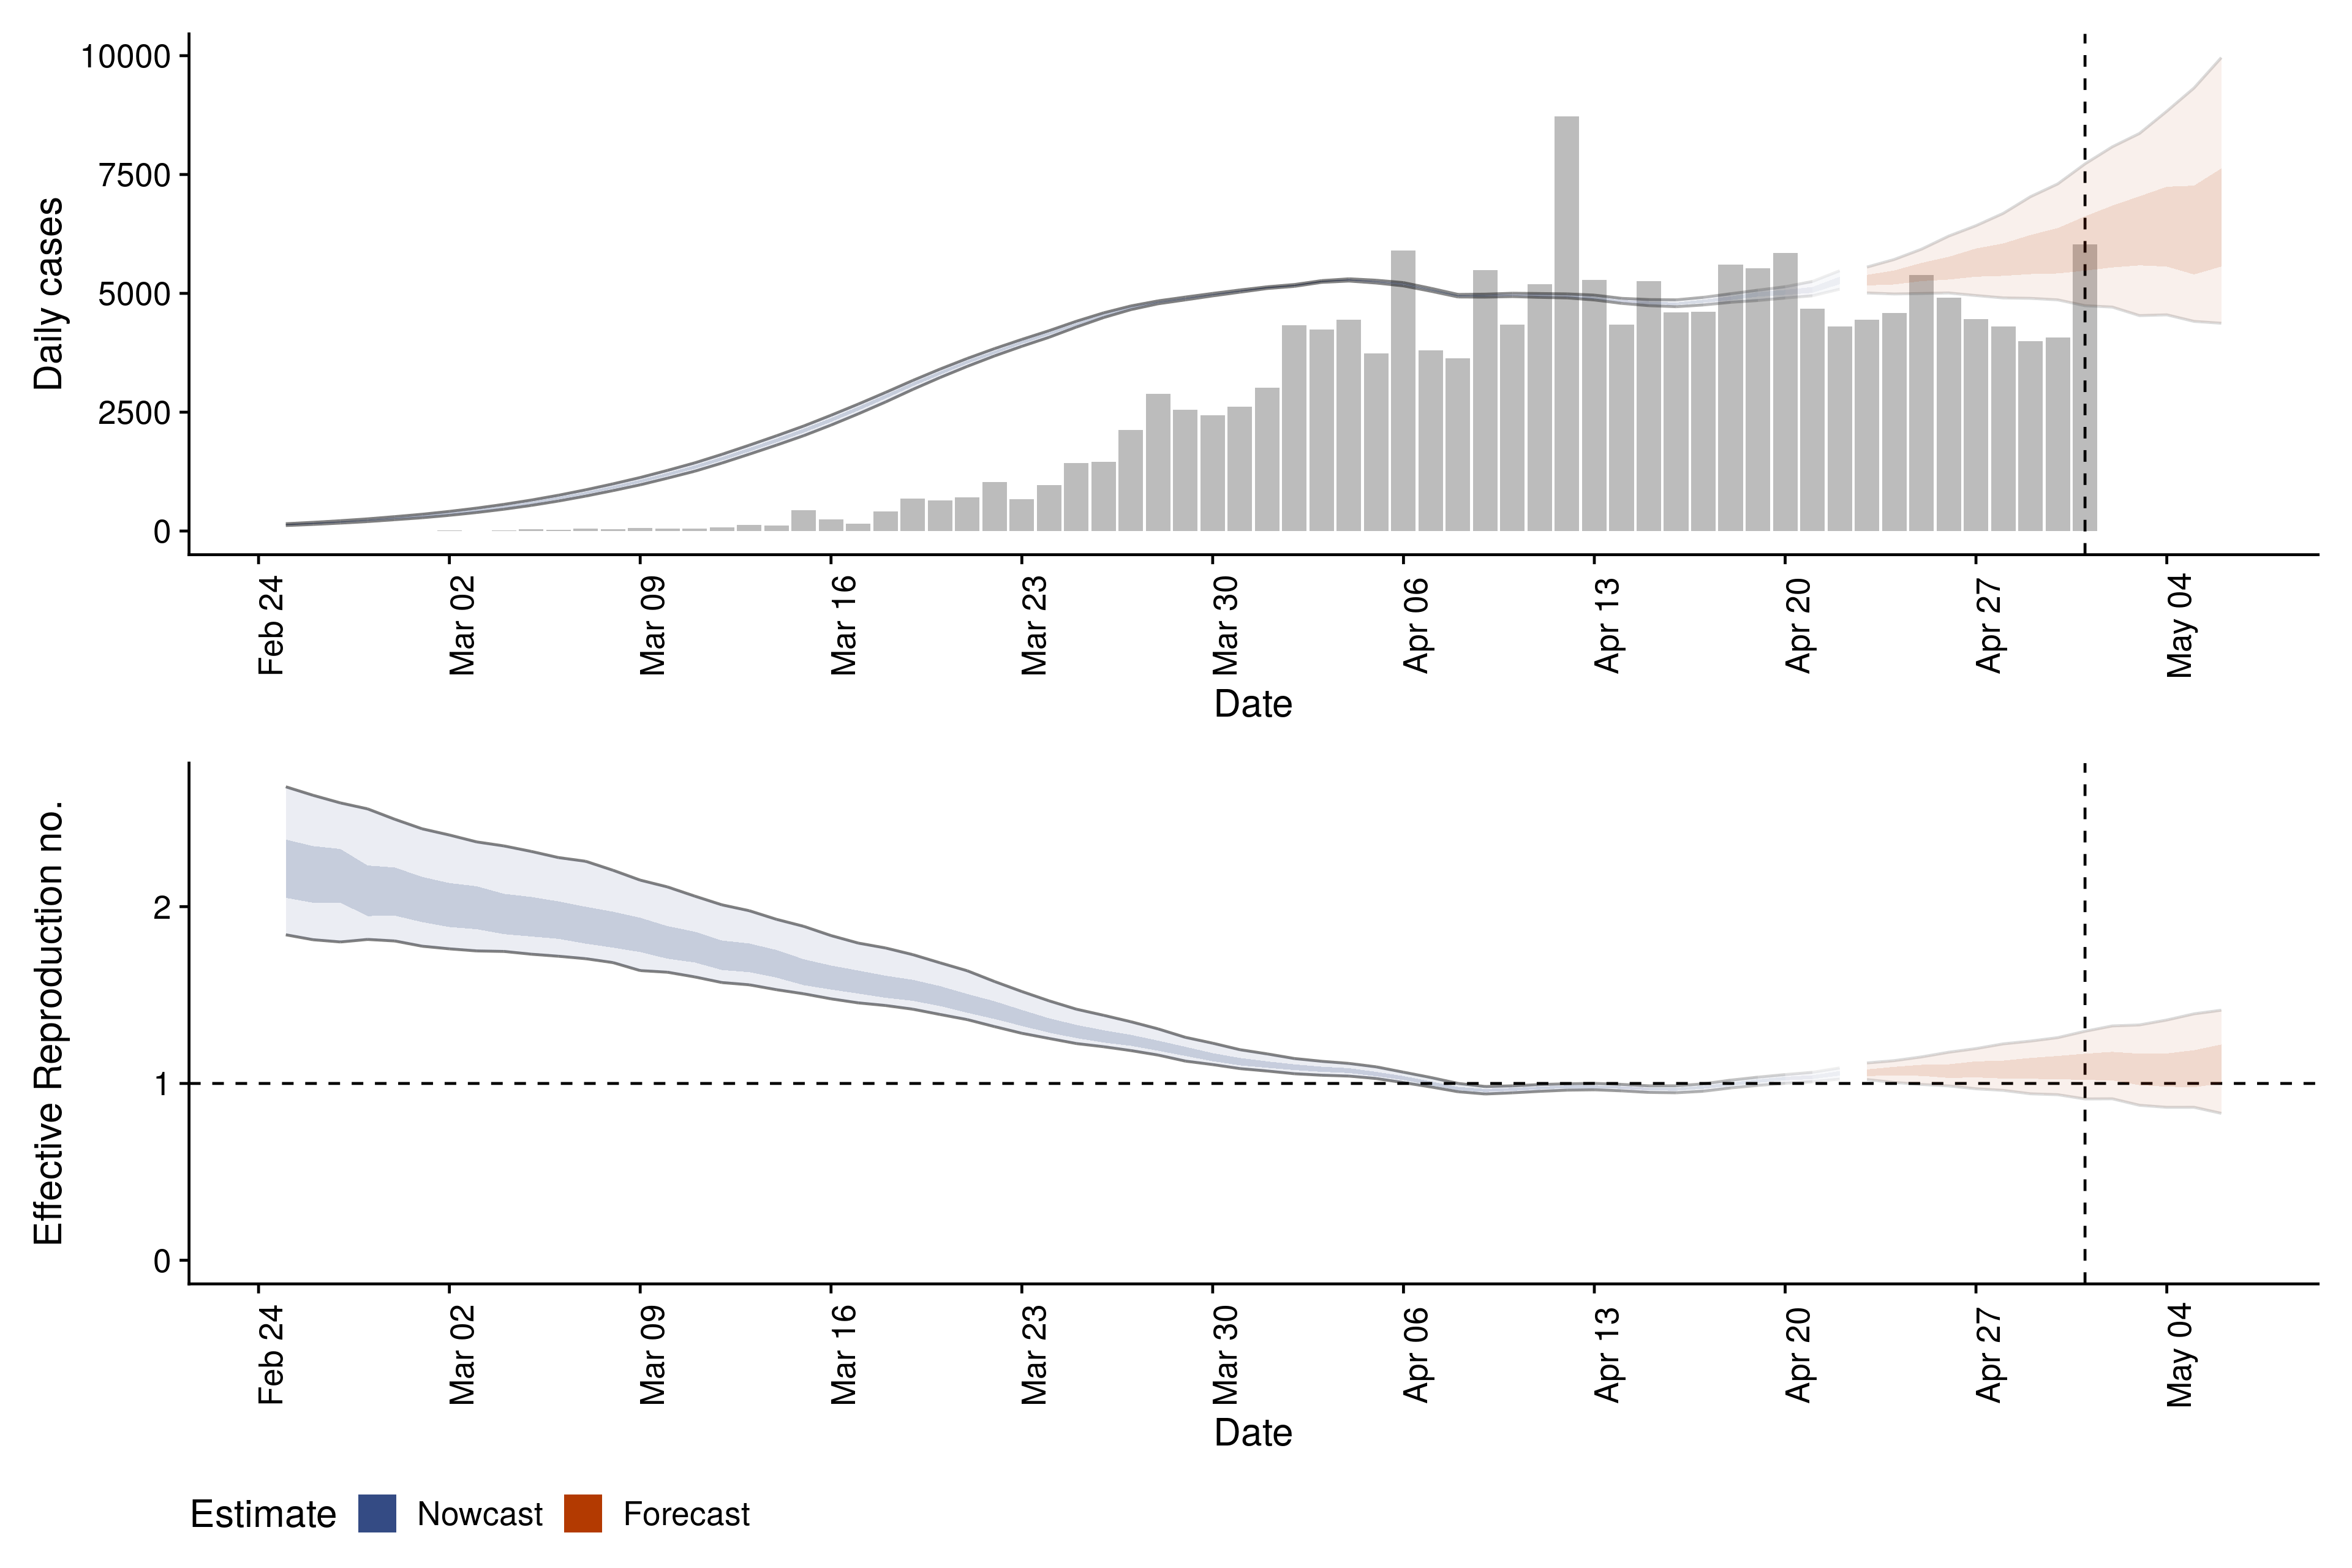 10000
7500
5000
2500
0
Daily cases
Feb 24
Mar 02
Mar 09
Mar 16
Mar 23
Mar 30
Apr 06
Apr 13
Apr 20
Apr 27
May 04
Date
2
1
0
Effective Reproduction no.
Feb 24
Mar 02
Mar 09
Mar 16
Mar 23
Mar 30
Apr 06
Apr 13
Apr 20
Apr 27
May 04
Date
Estimate Nowcast Forecast